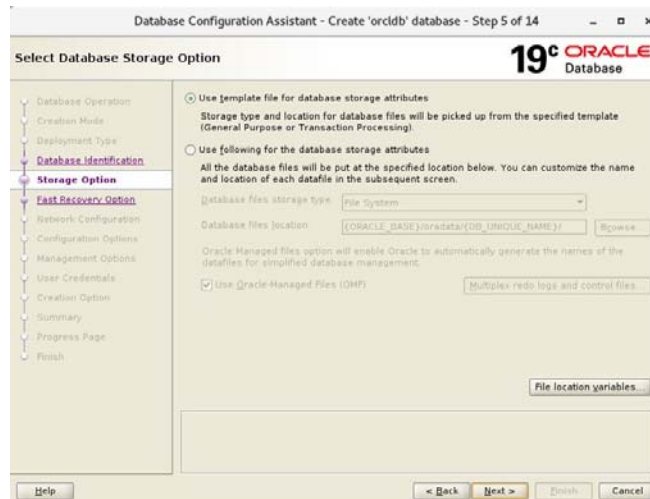 Database Configuration Assistant - Create 'orcldb' database - Step 5 of 14
Select Database Storage Option
19c ORACLE
Database
Database Operation
Creation Mode
Deployment Type
Database Identification
Storage Option
Fast Recovery Option
Network Configuration
Configuration Options
Management Options
User Credentials
Creation Option
Summary
Progress Page
Finish
Use template file for database storage attributes
Storage type and location for database files will be picked up from the specified template
(General Purpose or Transaction Processing).
Use following for the database storage attributes
All the database files will be put at the specified location below. You can customize the name
and location of each datafile in the subsequent screen.
Database files storage type
File System
Database files location
{ORACLE_BASE}/oradata/{DB_UNIQUE_NAME}/
Browse
Oracle Managed files option will enable Oracle to automatically generate the names of the
datafiles for simplified database management.
Use Oracle-Managed Files (OMF)
Multiplex redo logs and control files
File location variables...
Help
< Back
Next >
Finish
Cancel